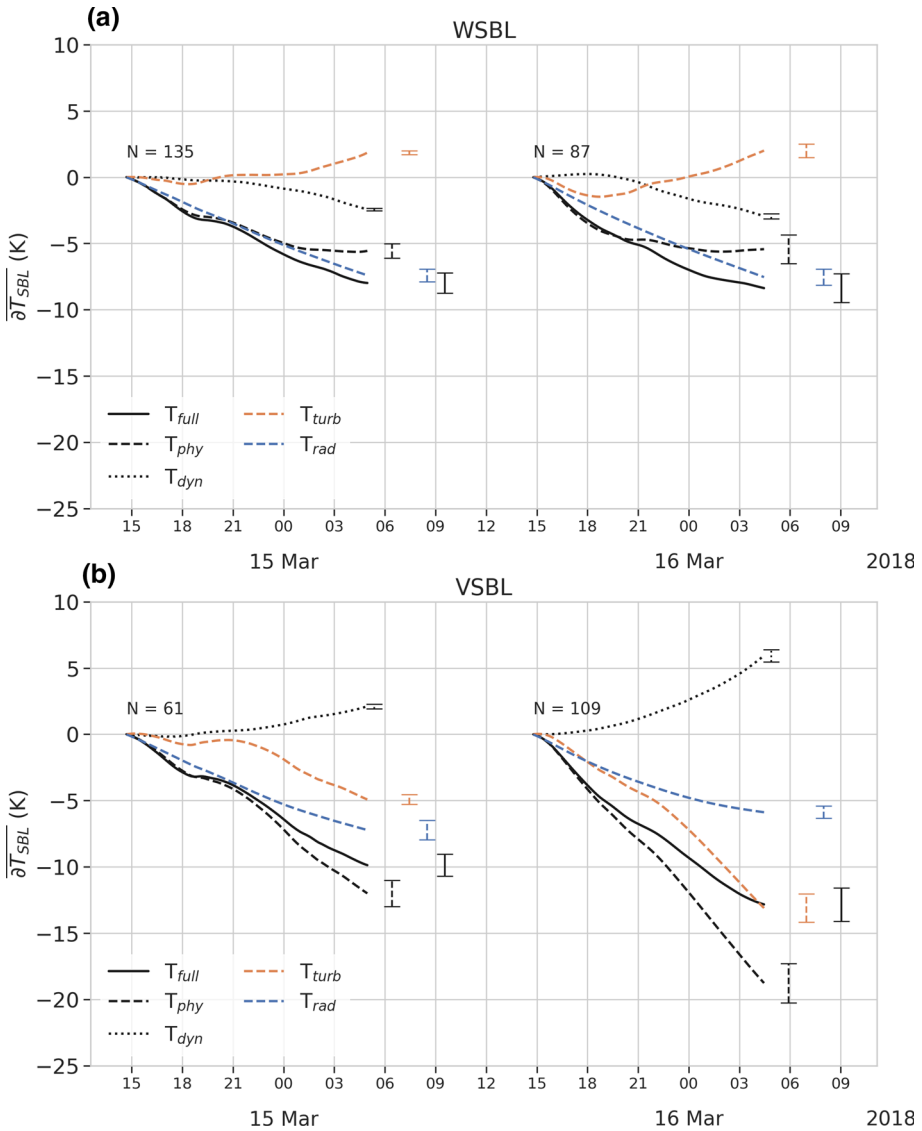 (a)
WSBL
10
5
0
−5
−10
−15
−20
−25
∂T_SBL (K)
N = 135
N = 87
T_full
T_phy
T_dyn
T_turb
T_rad
15 18 21 00 03 06 09 12 15 18 21 00 03 06 09
15 Mar 16 Mar 2018
(b)
VSBL
10
5
0
−5
−10
−15
−20
−25
∂T_SBL (K)
N = 61
N = 109
T_full
T_phy
T_dyn
T_turb
T_rad
15 18 21 00 03 06 09 12 15 18 21 00 03 06 09
15 Mar 16 Mar 2018